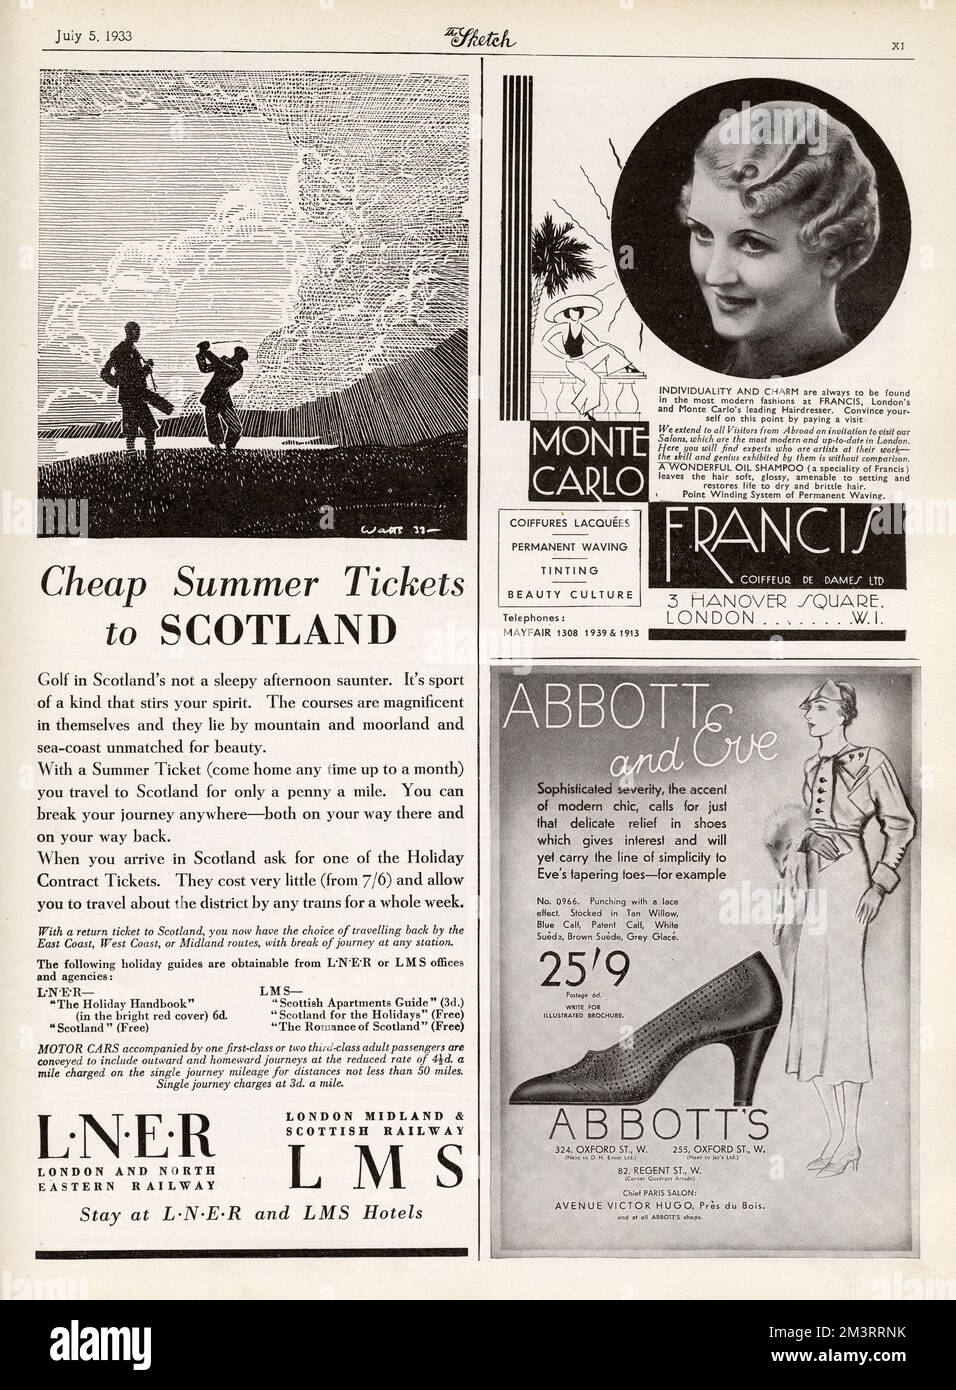 July 5, 1933
The Sketch
XI
Watts 33
Cheap Summer Tickets
to SCOTLAND
Golf in Scotland's not a sleepy afternoon saunter. It's sport
of a kind that stirs your spirit. The courses are magnificent
in themselves and they lie by mountain and moorland and
sea-coast unmatched for beauty.
With a Summer Ticket (come home any time up to a month)
you travel to Scotland for only a penny a mile. You can
break your journey anywhere—both on your way there and
on your way back.
When you arrive in Scotland ask for one of the Holiday
Contract Tickets. They cost very little (from 7/6) and allow
you to travel about the district by any trains for a whole week.
With a return ticket to Scotland, you now have the choice of travelling back by the
East Coast, West Coast, or Midland routes, with break of journey at any station.
The following holiday guides are obtainable from L·N·E·R or LMS offices
and agencies:
L·N·E·R—
"The Holiday Handbook"
(in the bright red cover) 6d.
"Scotland" (Free)
LMS—
"Scottish Apartments Guide" (3d.)
"Scotland for the Holidays" (Free)
"The Romance of Scotland" (Free)
MOTOR CARS accompanied by one first-class or two third-class adult passengers are
conveyed to include outward and homeward journeys at the reduced rate of 4½d. a
mile charged on the single journey mileage for distances not less than 50 miles.
Single journey charges at 3d. a mile.
L·N·E·R
LONDON AND NORTH
EASTERN RAILWAY
LONDON MIDLAND &
SCOTTISH RAILWAY
LMS
Stay at L·N·E·R and LMS Hotels
INDIVIDUALITY AND CHARM are always to be found
in the most modern fashions at FRANCIS, London's
and Monte Carlo's leading Hairdresser. Convince your-
self on this point by paying a visit
We extend to all Visitors from Abroad an invitation to visit our
Salons, which are the most modern and up-to-date in London.
Here you will find experts who are artists at their work—
the skill and genius exhibited by them is without comparison.
A WONDERFUL OIL SHAMPOO (a speciality of Francis)
leaves the hair soft, glossy, amenable to setting and
restores life to dry and brittle hair.
Point Winding System of Permanent Waving.
MONTE
CARLO
COIFFURES LACQUÉES
PERMANENT WAVING
TINTING
BEAUTY CULTURE
Telephones:
MAYFAIR 1308 1939 & 1913
FRANCIS
COIFFEUR DE DAMES LTD
3 HANOVER SQUARE.
LONDON ........W.1.
ABBOTT
and Eve
Sophisticated severity, the accent
of modern chic, calls for just
that delicate relief in shoes
which gives interest and will
yet carry the line of simplicity to
Eve's tapering toes—for example
No. 0966. Punching with a lace
effect. Stocked in Tan Willow,
Blue Calf, Patent Calf, White
Suèda, Brown Suède, Grey Glacé.
25'9
Postage 6d.
WRITE FOR
ILLUSTRATED BROCHURE.
ABBOTT'S
324, OXFORD ST., W. 255, OXFORD ST., W.
(Next to D. H. Evans Ltd.) (Next to Jay's Ltd.)
82, REGENT ST., W.
(Corner Quadrant Arcade)
Chief PARIS SALON:
AVENUE VICTOR HUGO, Près du Bois.
and at all ABBOTT'S shops.
alamy
Image ID: 2M3RRNK
www.alamy.com